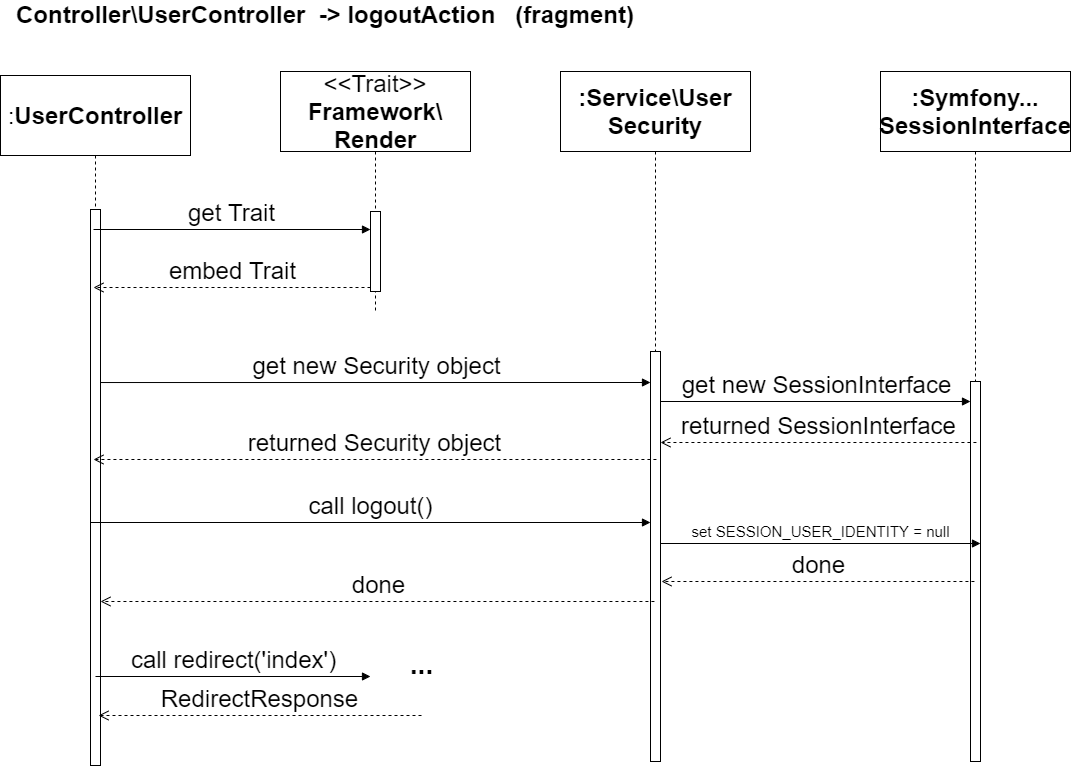 Controller\UserController -> logoutAction (fragment)
:UserController
<<Trait>>
Framework\
Render
:Service\User
Security
:Symfony...
SessionInterface
get Trait
embed Trait
get new Security object
get new SessionInterface
returned SessionInterface
returned Security object
call logout()
set SESSION_USER_IDENTITY = null
done
done
call redirect('index')
...
RedirectResponse